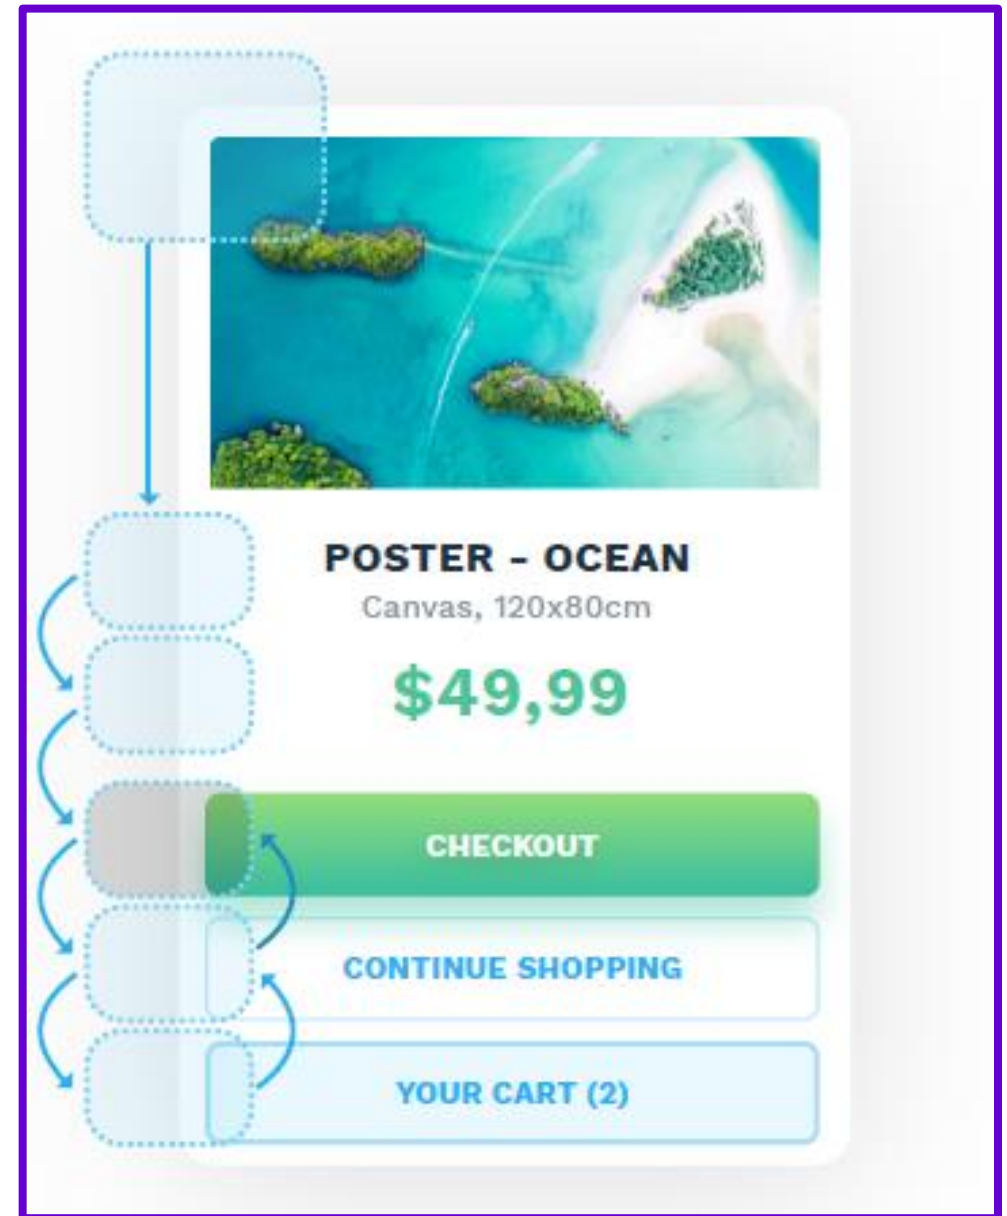 POSTER - OCEAN
Canvas, 120x80cm
$49,99
CHECKOUT
CONTINUE SHOPPING
YOUR CART (2)